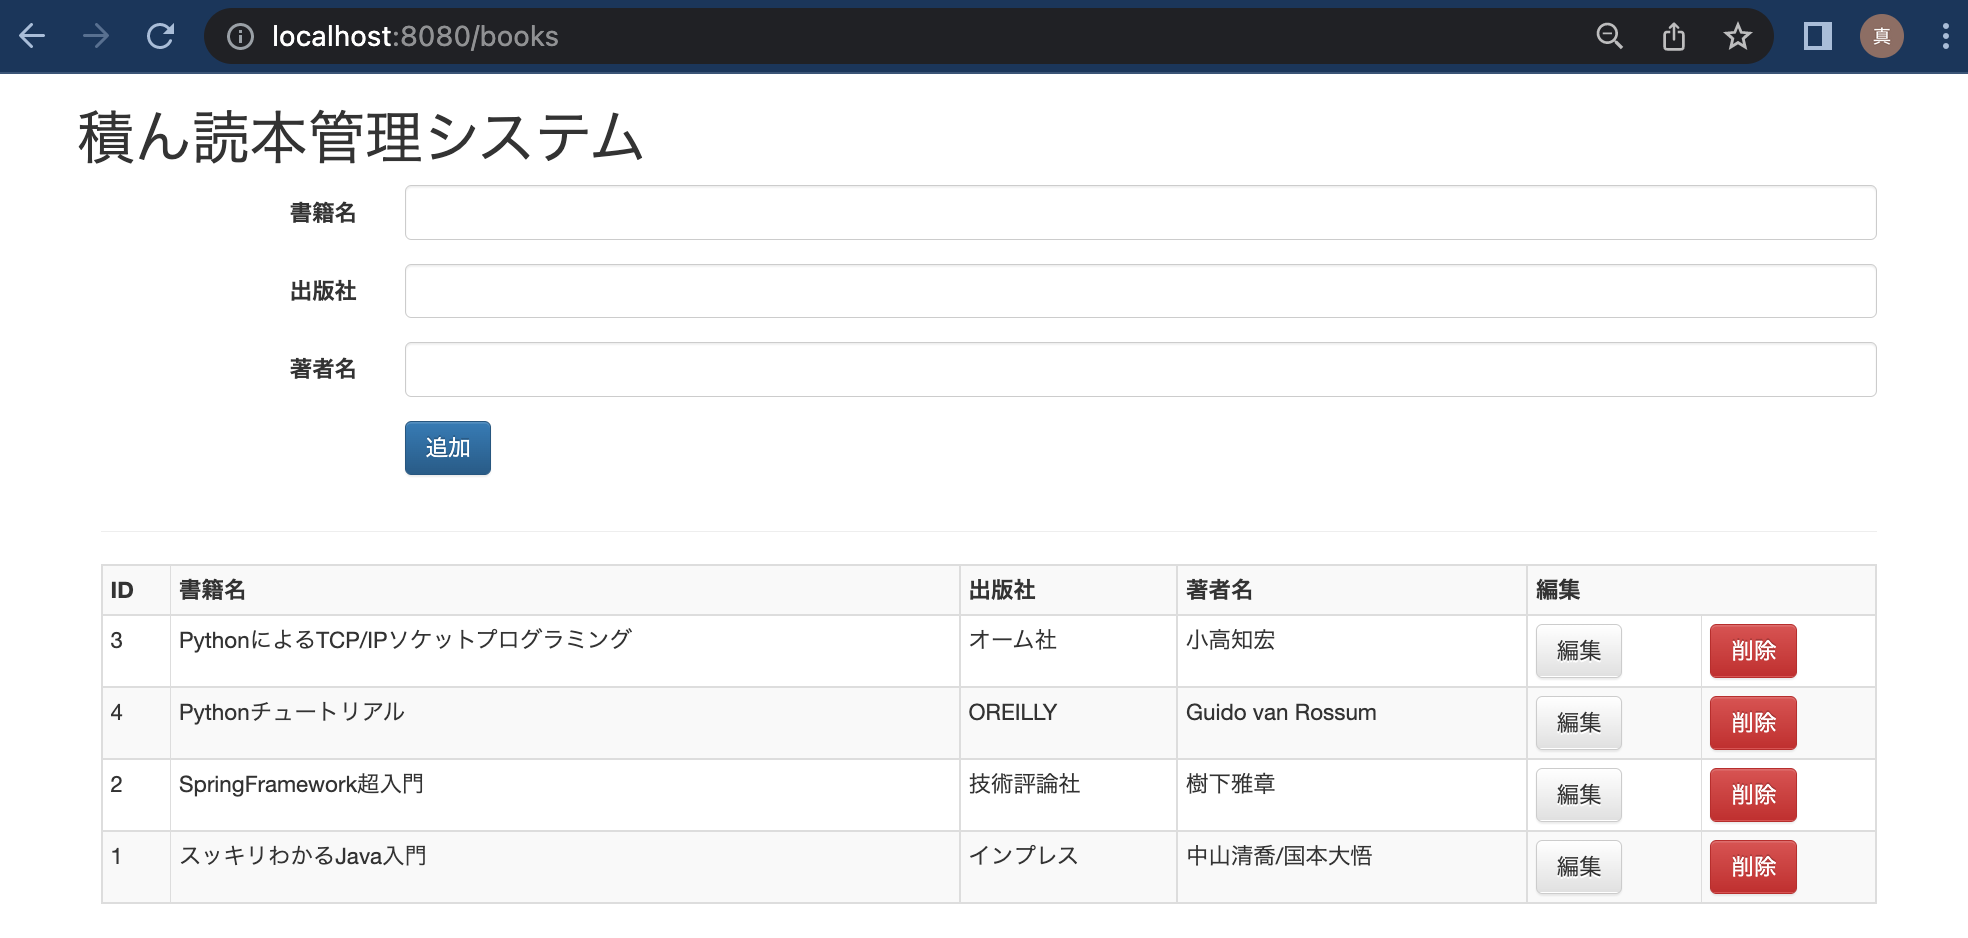 localhost:8080/books
真
積ん読本管理システム
書籍名
出版社
著者名
追加
ID 書籍名 出版社 著者名 編集
3 PythonによるTCP/IPソケットプログラミング オーム社 小高知宏 編集 削除
4 Pythonチュートリアル OREILLY Guido van Rossum 編集 削除
2 SpringFramework超入門 技術評論社 樹下雅章 編集 削除
1 スッキリわかるJava入門 インプレス 中山清喬/国本大悟 編集 削除